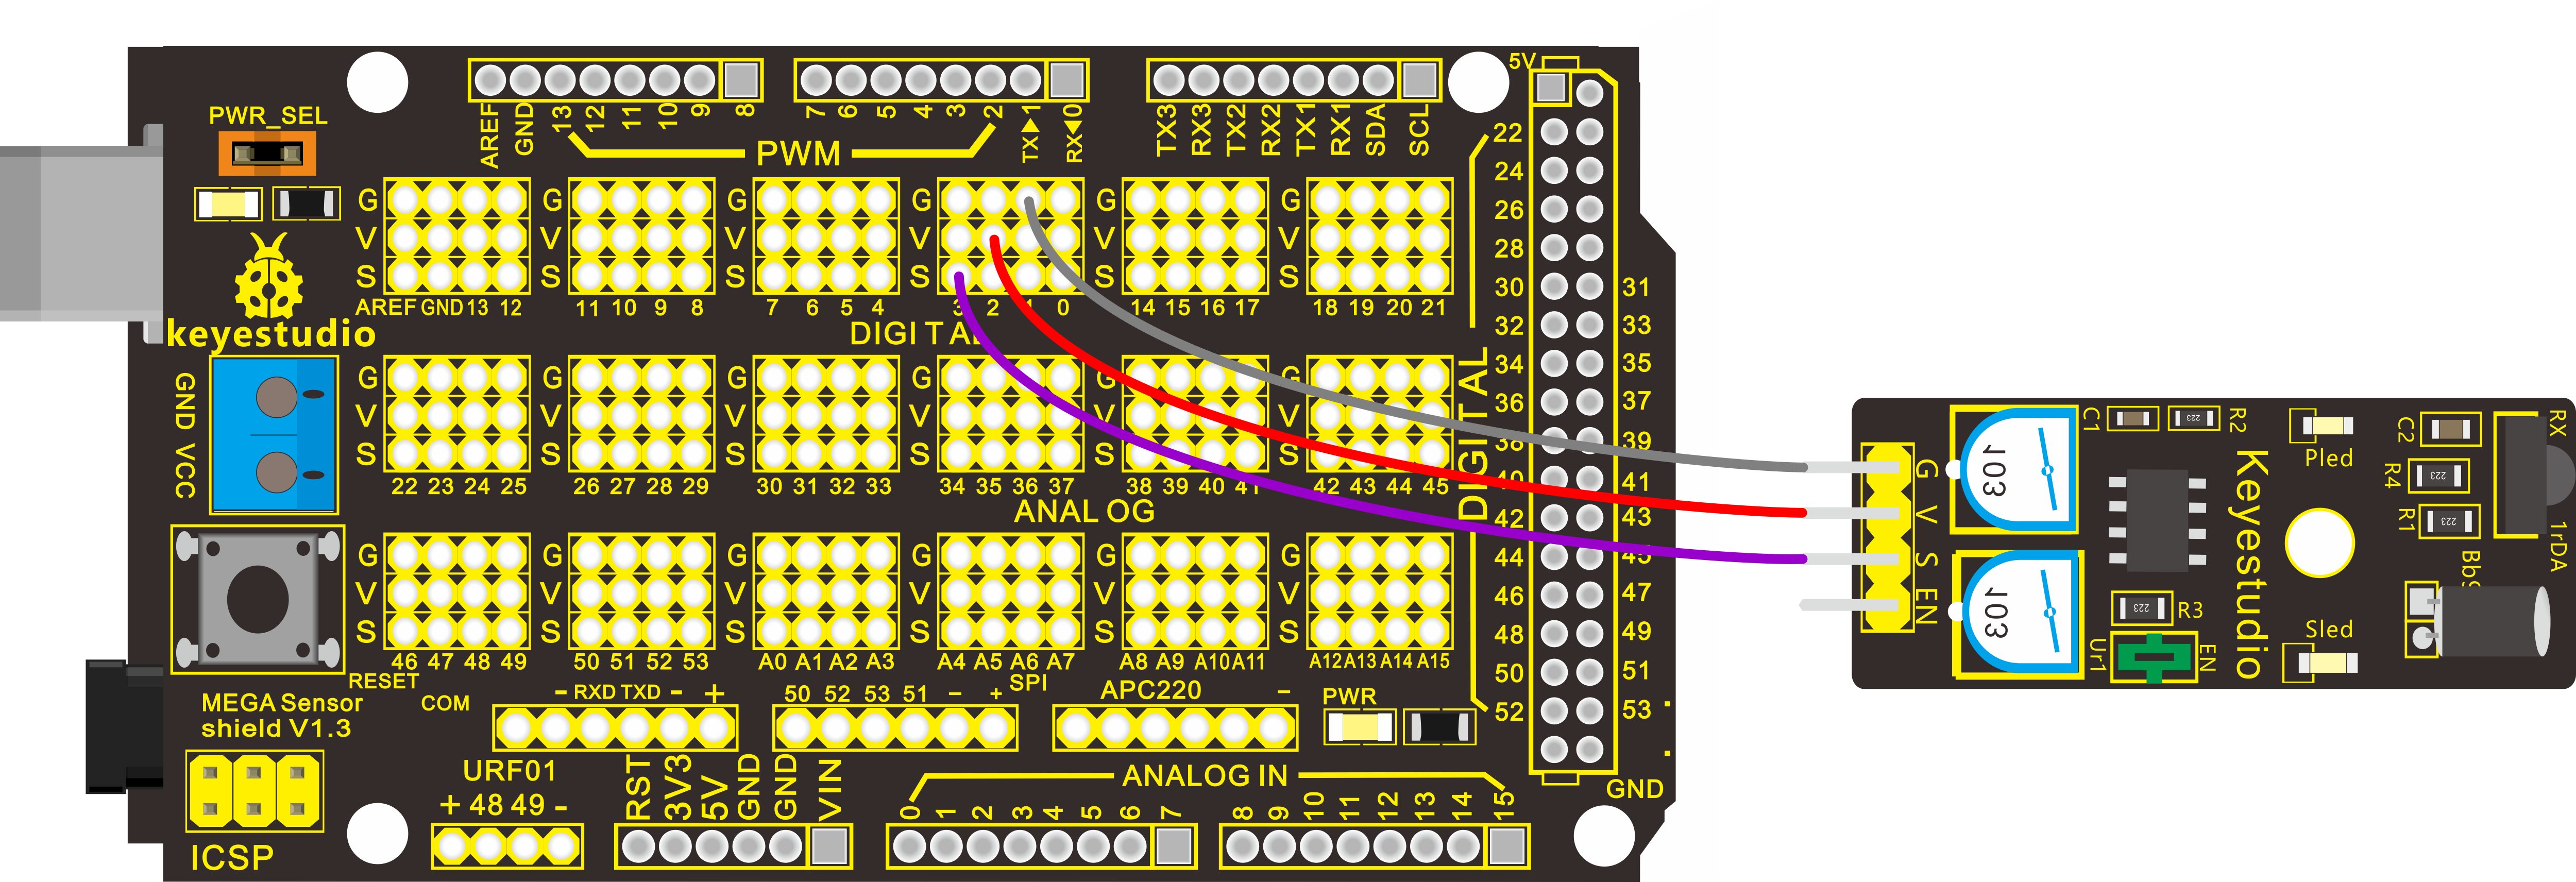 5V
PWR_SEL
AREF GND 13 12 11 10 9 8
7 6 5 4 3 2 TX▶1 RX◀0
TX3 RX3 TX2 RX2 TX1 RX1 SDA SCL
PWM
22
24
26
28
30 31
32 33
34 35
36 37
38 39
40 41
42 43
44 45
46 47
48 49
50 51
52 53
GND
DIGITAL
G G G G G G
V V V V V V
S S S S S S
AREF GND 13 12 11 10 9 8 7 6 5 4 3 2 1 0 14 15 16 17 18 19 20 21
keyestudio
DIGITAL
GND VCC
G G G G G G
V V V V V V
S S S S S S
22 23 24 25 26 27 28 29 30 31 32 33 34 35 36 37 38 39 40 41 42 43 44 45
ANALOG
G G G G G G
V V V V V V
S S S S S S
46 47 48 49 50 51 52 53 A0 A1 A2 A3 A4 A5 A6 A7 A8 A9 A10 A11 A12 A13 A14 A15
RESET
MEGA Sensor
shield V1.3
COM
- RXD TXD - +
50 52 53 51 - +
SPI
APC220 -
PWR
ICSP
URF01
+ 48 49 -
RST 3V3 5V GND GND VIN
ANALOG IN
0 1 2 3 4 5 6 7
8 9 10 11 12 13 14 15
G V S EN
103
103
C1
223
R2
Keyestudio
223
R3
Ur1
EN
Pled
Sled
C2
R4
223
R1
223
RX
1rDA